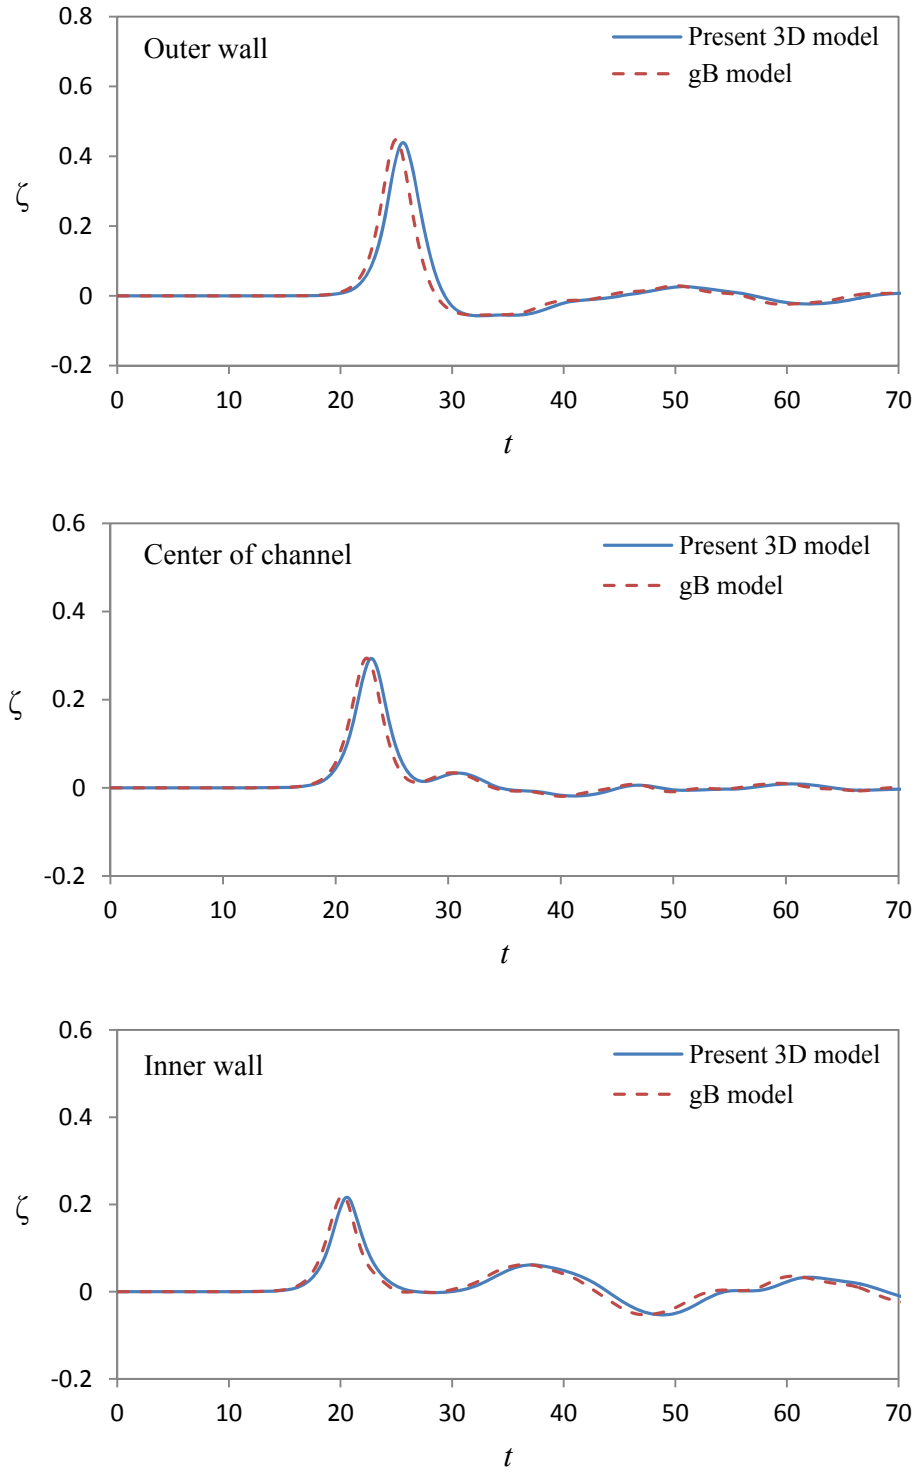 0.8
Outer wall
Present 3D model
gB model
0.6
0.4
ζ
0.2
0
-0.2
0 10 20 30 40 50 60 70
t
0.6
Center of channel
Present 3D model
gB model
0.4
ζ
0.2
0
-0.2
0 10 20 30 40 50 60 70
t
0.6
Inner wall
Present 3D model
gB model
0.4
ζ
0.2
0
-0.2
0 10 20 30 40 50 60 70
t